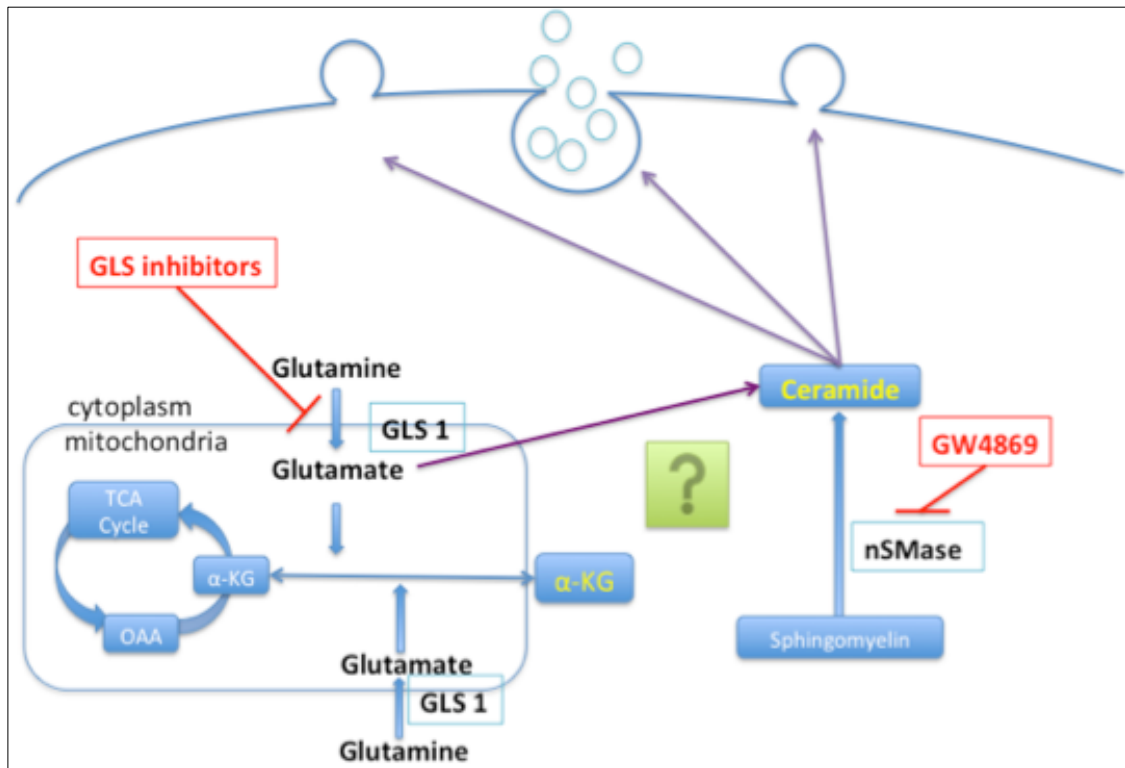 GLS inhibitors
Glutamine
cytoplasm
mitochondria
GLS 1
Glutamate
Ceramide
GW4869
?
TCA
Cycle
nSMase
α-KG
α-KG
OAA
Sphingomyelin
Glutamate
GLS 1
Glutamine